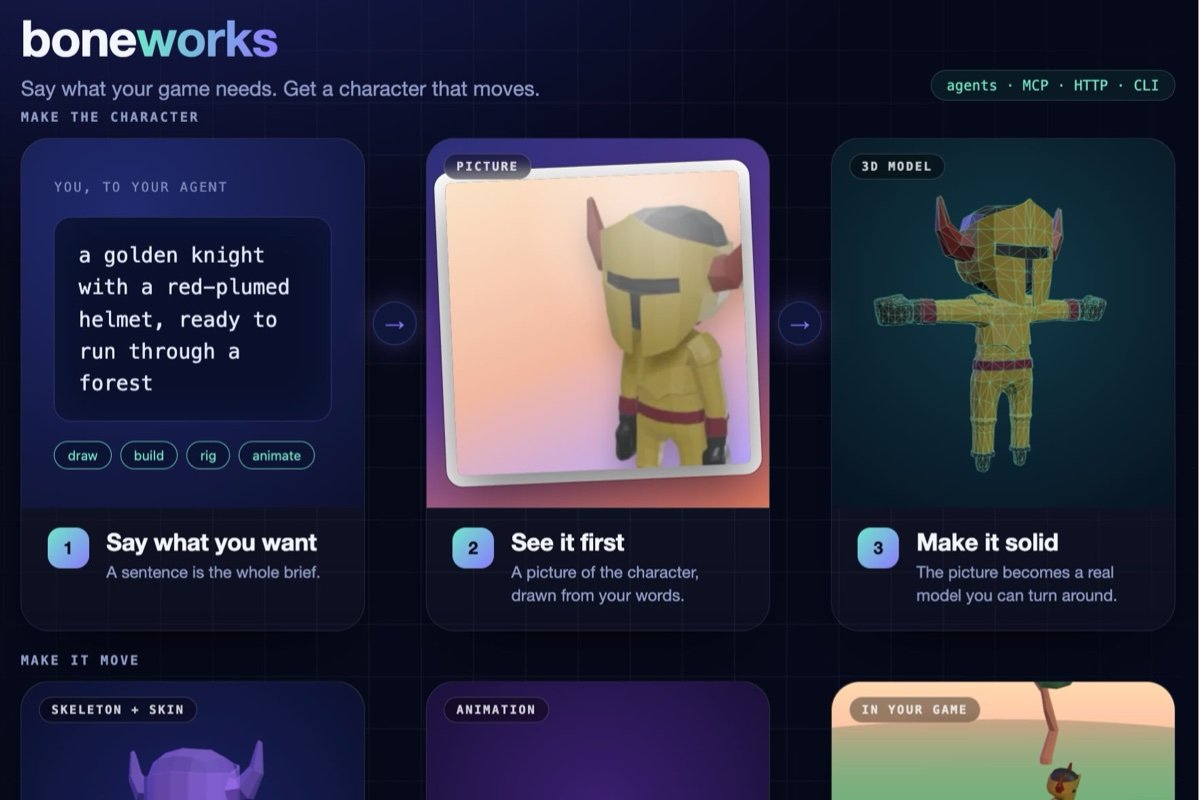 boneworks
Say what your game needs. Get a character that moves.
agents · MCP · HTTP · CLI
MAKE THE CHARACTER
YOU, TO YOUR AGENT
a golden knight
with a red-plumed
helmet, ready to
run through a
forest
draw build rig animate
→
PICTURE
→
3D MODEL
1 Say what you want
A sentence is the whole brief.
2 See it first
A picture of the character,
drawn from your words.
3 Make it solid
The picture becomes a real
model you can turn around.
MAKE IT MOVE
SKELETON + SKIN
ANIMATION
IN YOUR GAME